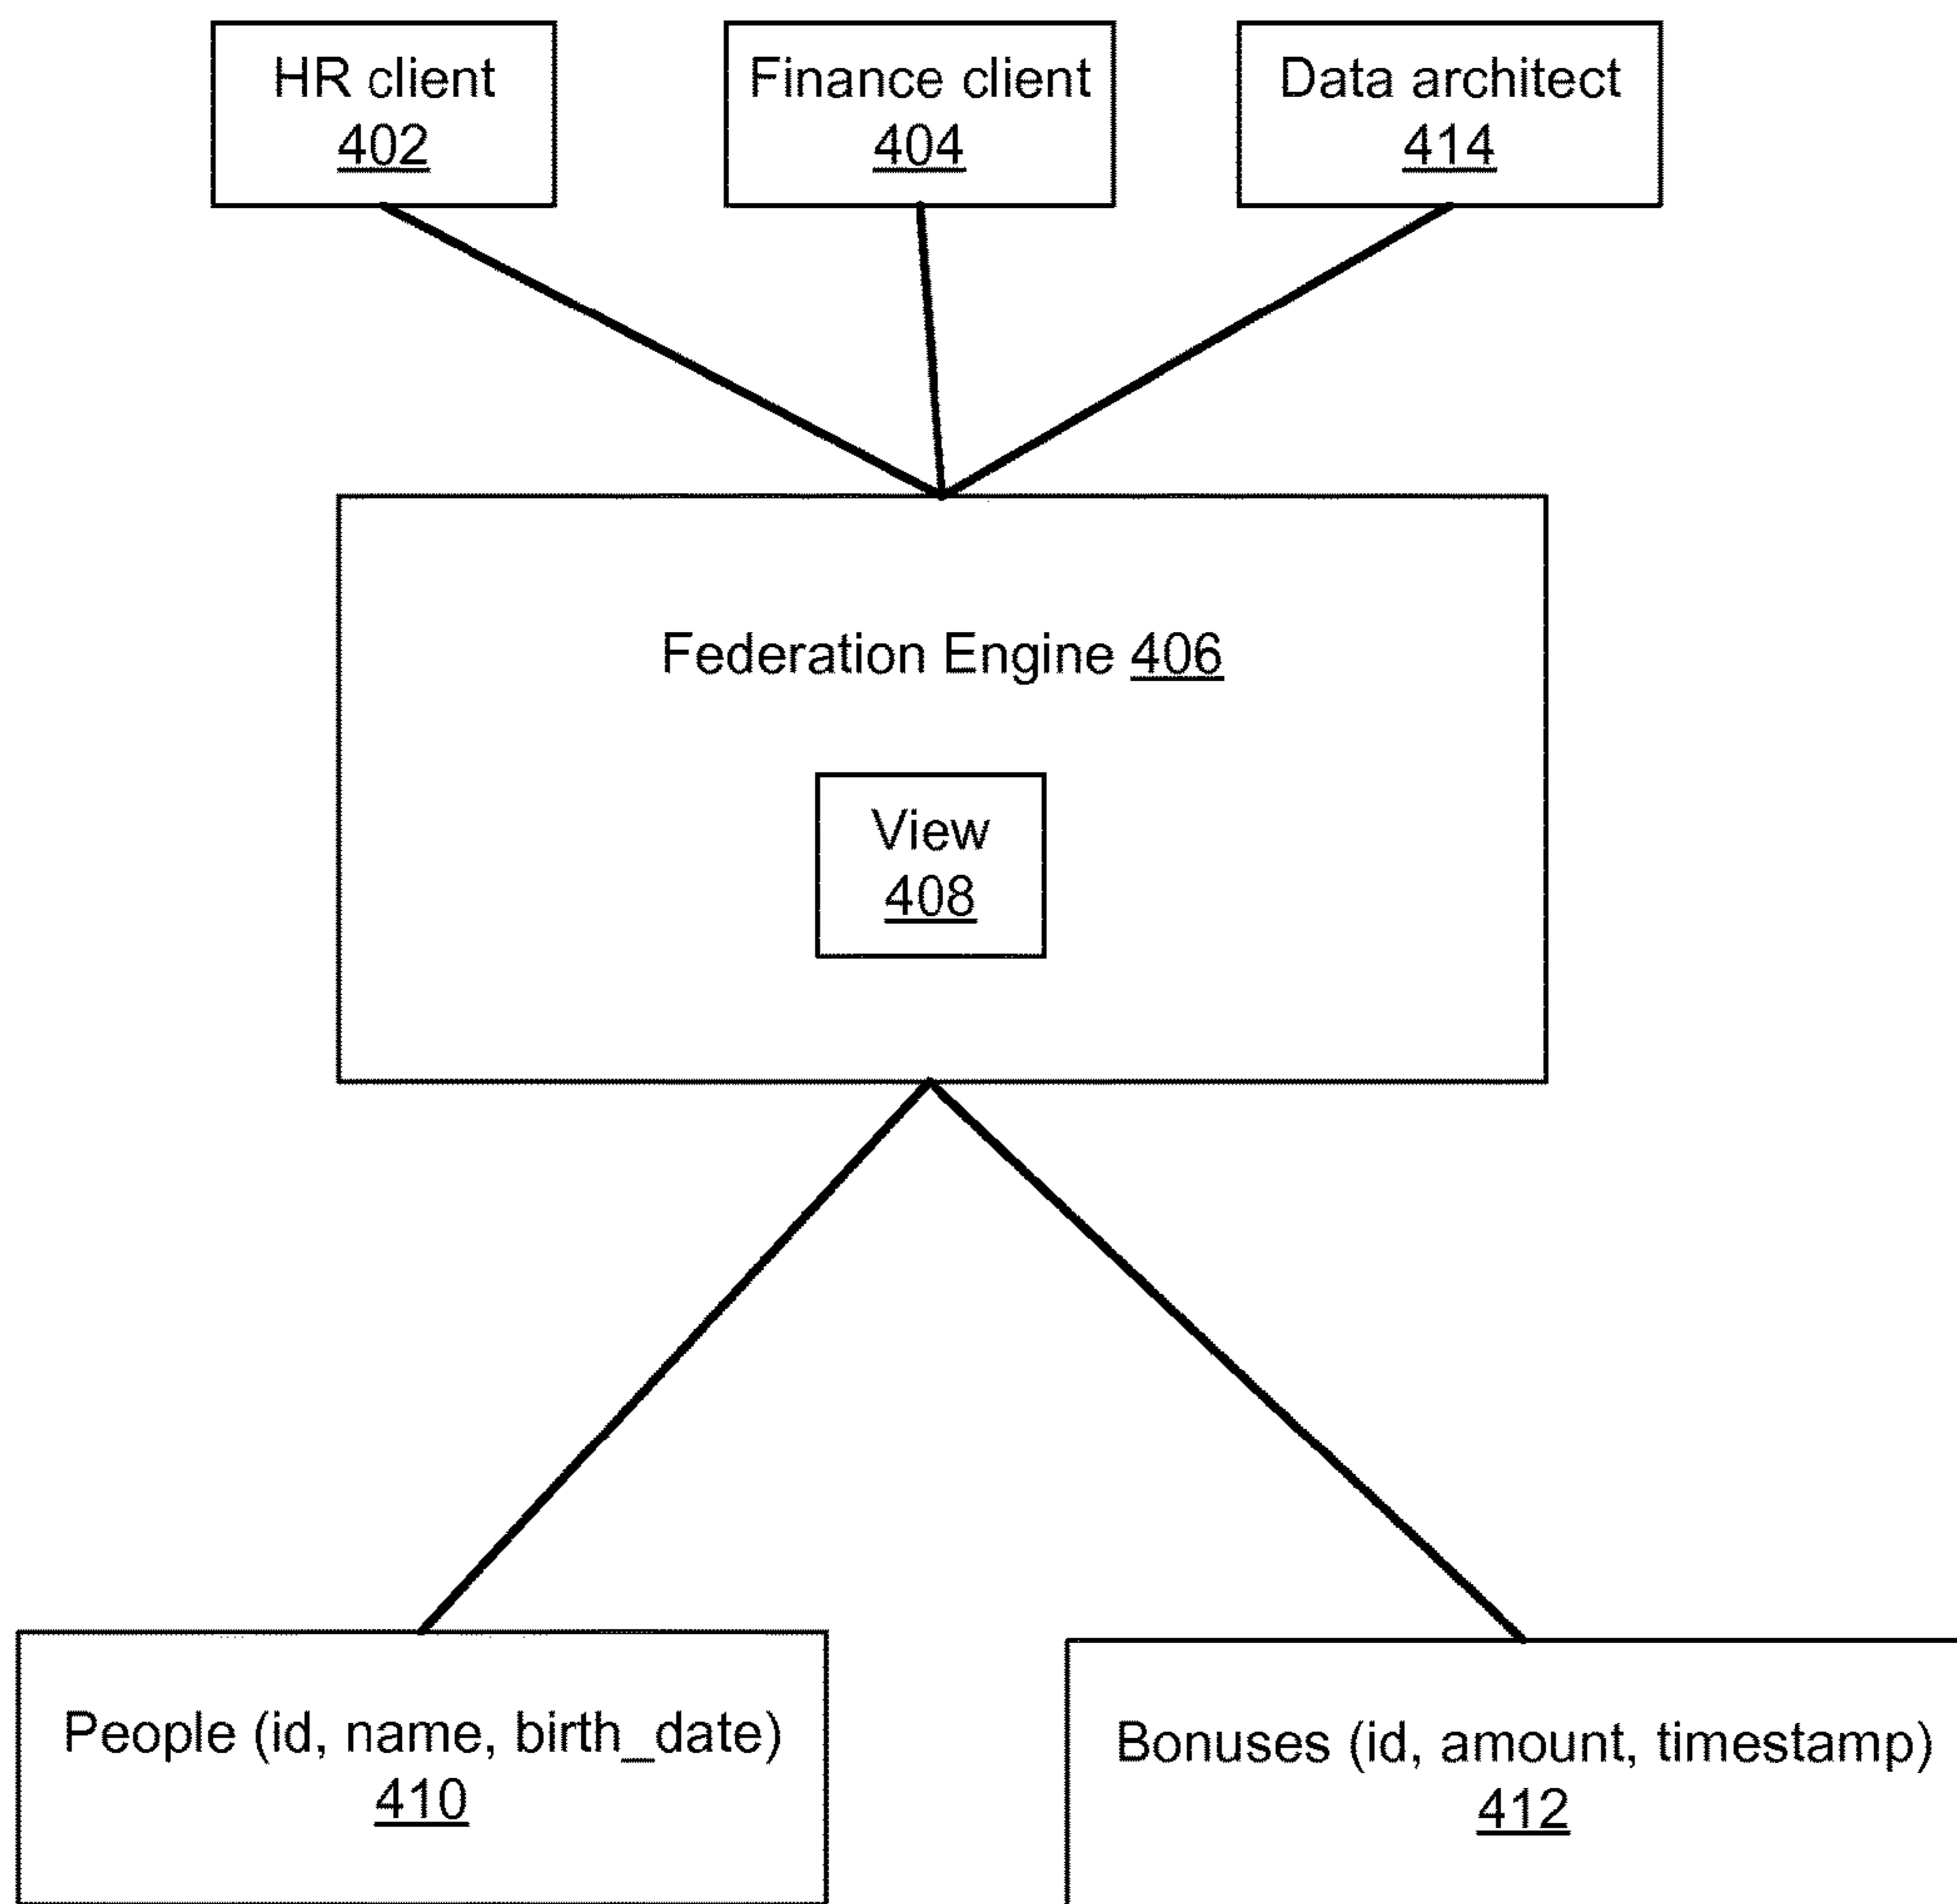 HR client
402
Finance client
404
Data architect
414
Federation Engine 406
View
408
People (id, name, birth_date)
410
Bonuses (id, amount, timestamp)
412